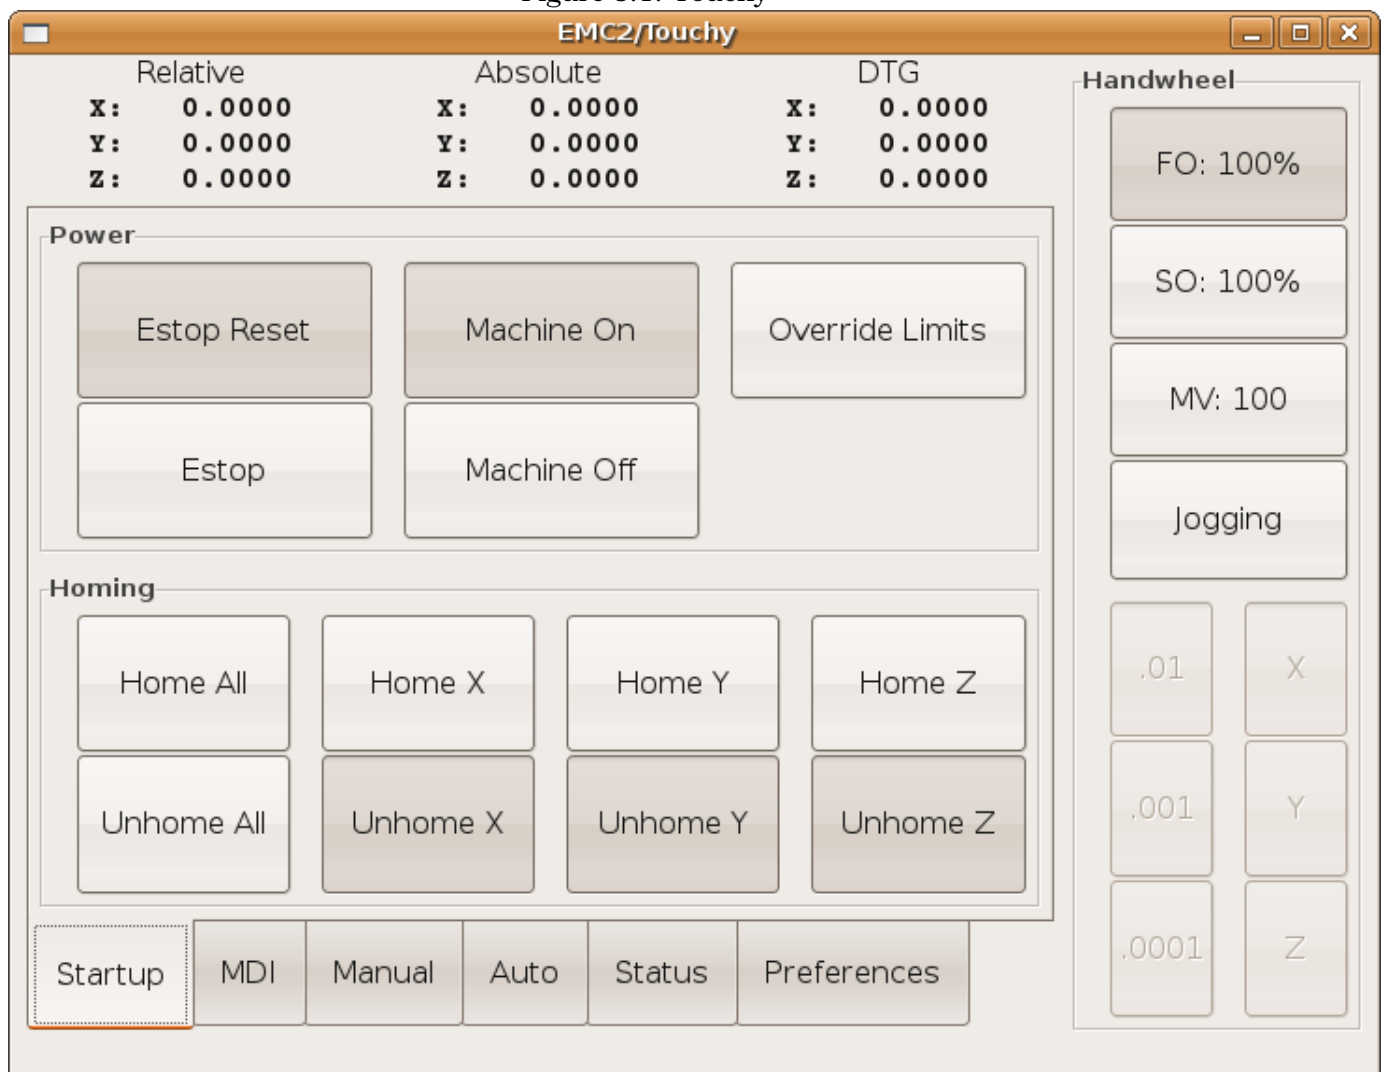 EMC2/Touchy
Relative Absolute DTG
X: 0.0000 X: 0.0000 X: 0.0000
Y: 0.0000 Y: 0.0000 Y: 0.0000
Z: 0.0000 Z: 0.0000 Z: 0.0000
Power
Estop Reset Machine On Override Limits
Estop Machine Off
Homing
Home All Home X Home Y Home Z
Unhome All Unhome X Unhome Y Unhome Z
Startup MDI Manual Auto Status Preferences
Handwheel
FO: 100%
SO: 100%
MV: 100
Jogging
.01 X
.001 Y
.0001 Z